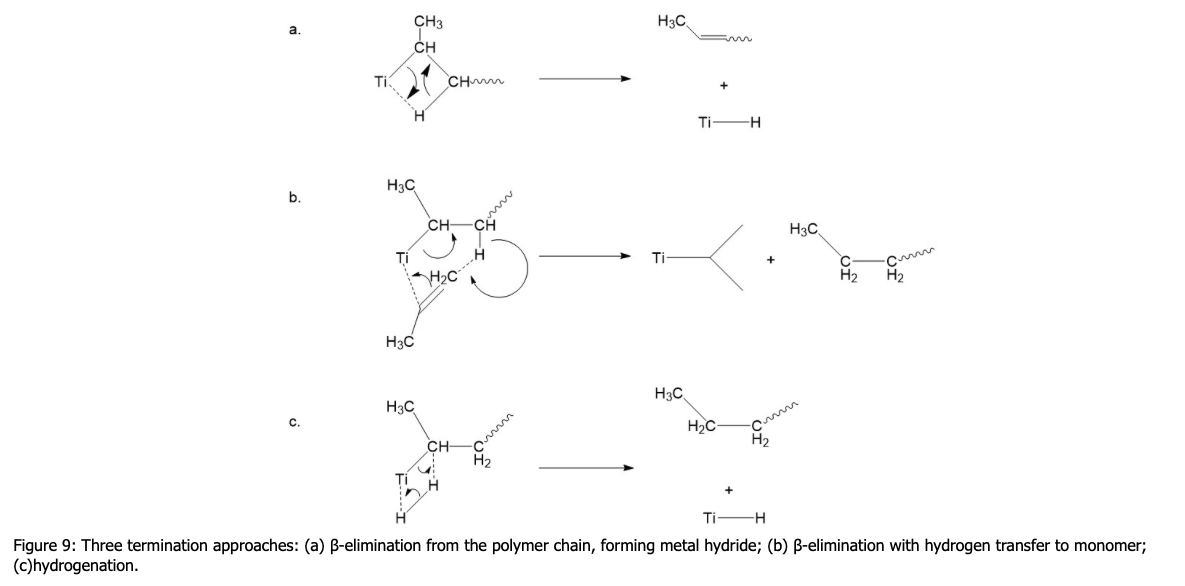 a.
CH3
CH
Ti
CH
H
H3C
+
Ti H
b.
H3C
CH CH
Ti
H
H2C
H3C
Ti
+
H3C
C C
H2 H2
c.
H3C
CH C
H2
Ti
H
H
H3C
H2C C
H2
+
Ti H
Figure 9: Three termination approaches: (a) β-elimination from the polymer chain, forming metal hydride; (b) β-elimination with hydrogen transfer to monomer;
(c)hydrogenation.